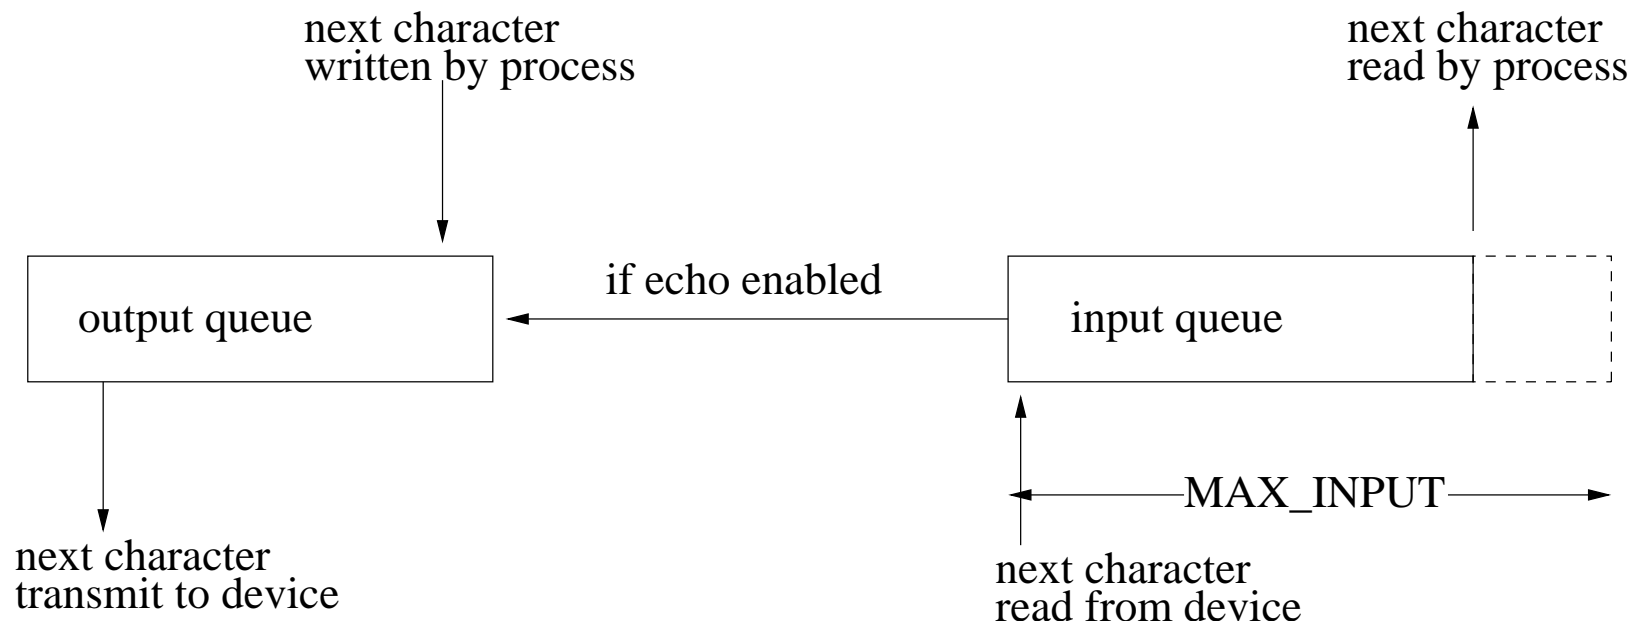 next character
written by process
next character
read by process
if echo enabled
output queue
input queue
MAX_INPUT
next character
transmit to device
next character
read from device